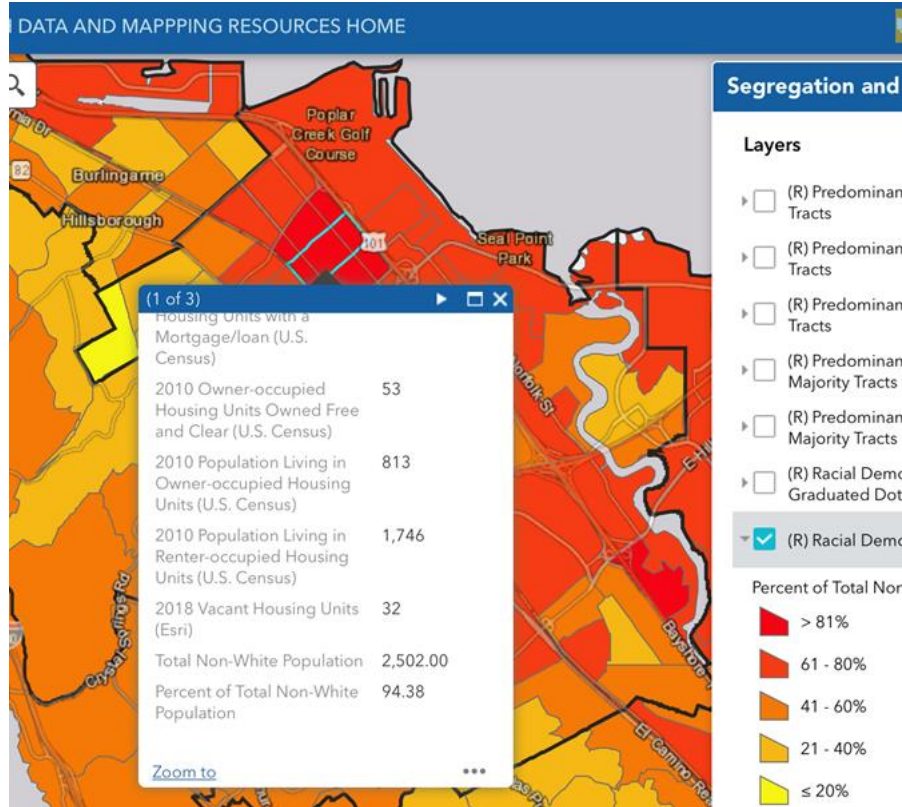 DATA AND MAPPPING RESOURCES HOME
Segregation and
Layers
(R) Predominan
Tracts
(R) Predominan
Tracts
(R) Predominan
Tracts
(R) Predominan
Majority Tracts
(R) Predominan
Majority Tracts
(R) Racial Demo
Graduated Dot
(R) Racial Demo
Percent of Total Non
> 81%
61 - 80%
41 - 60%
21 - 40%
≤ 20%
Poplar
Creek Golf
Course
nia Dr
82
Burlingame
Hillsborough
101
Seal Point
Park
Norfolk St
E Hil
Crystal Springs Rd
Bayshore
El Camino Re
(1 of 3)
Housing Units with a
Mortgage/loan (U.S.
Census)
2010 Owner-occupied 53
Housing Units Owned Free
and Clear (U.S. Census)
2010 Population Living in 813
Owner-occupied Housing
Units (U.S. Census)
2010 Population Living in 1,746
Renter-occupied Housing
Units (U.S. Census)
2018 Vacant Housing Units 32
(Esri)
Total Non-White Population 2,502.00
Percent of Total Non-White 94.38
Population
Zoom to